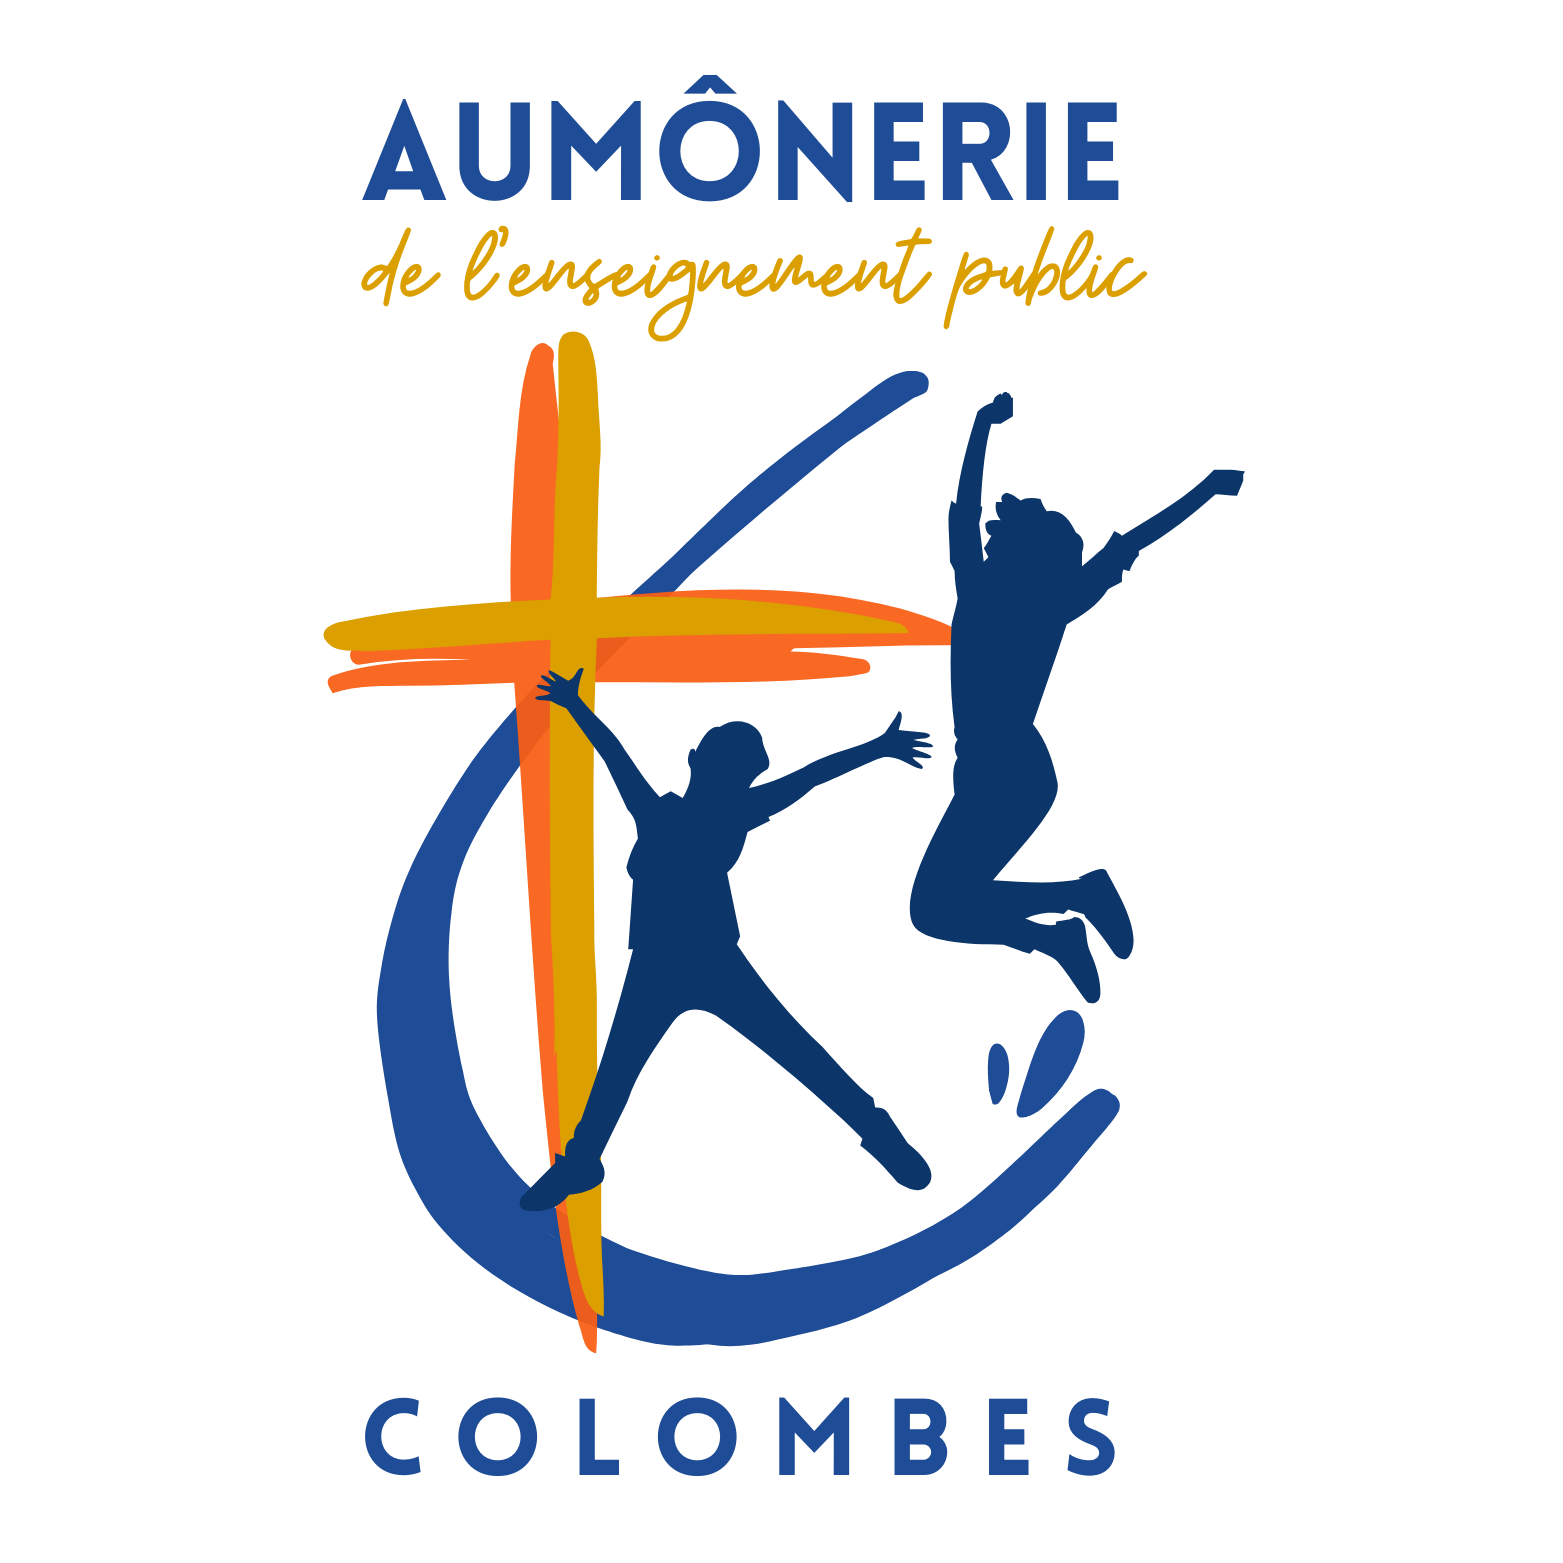 AUMÔNERIE
de l'enseignement public
COLOMBES